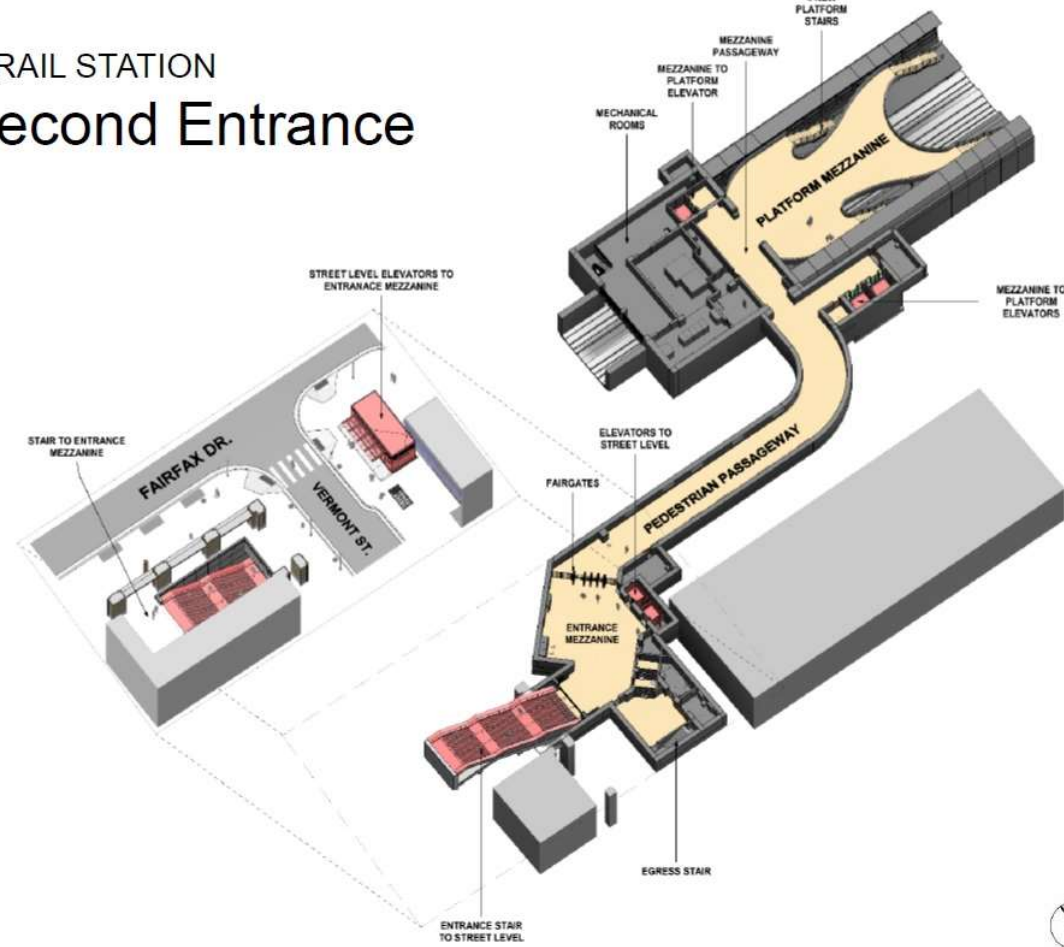 RAIL STATION
econd Entrance
PLATFORM
STAIRS
MEZZANINE
PASSAGEWAY
MEZZANINE TO
PLATFORM
ELEVATOR
MECHANICAL
ROOMS
PLATFORM MEZZANINE
MEZZANINE TO
PLATFORM
ELEVATORS
STREET LEVEL ELEVATORS TO
ENTRANACE MEZZANINE
STAIR TO ENTRANCE
MEZZANINE
FAIRFAX DR.
VERMONT ST.
ELEVATORS TO
STREET LEVEL
FAIRGATES
PEDESTRIAN PASSAGEWAY
ENTRANCE
MEZZANINE
EGRESS STAIR
ENTRANCE STAIR
TO STREET LEVEL